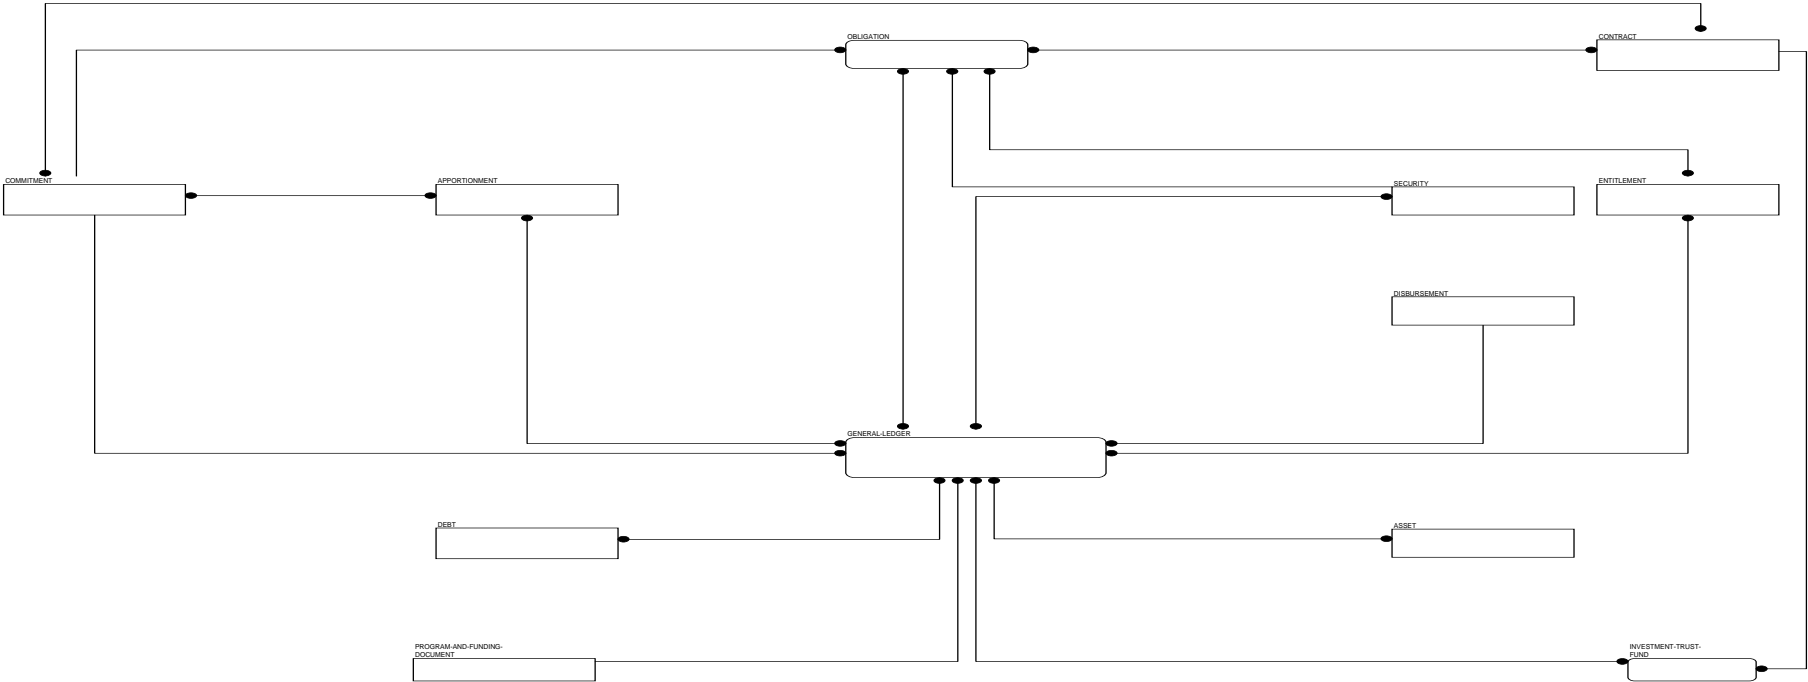 OBLIGATION
CONTRACT
COMMITMENT
APPORTIONMENT
SECURITY
ENTITLEMENT
DISBURSEMENT
GENERAL-LEDGER
DEBT
ASSET
PROGRAM-AND-FUNDING-
DOCUMENT
INVESTMENT-TRUST-
FUND